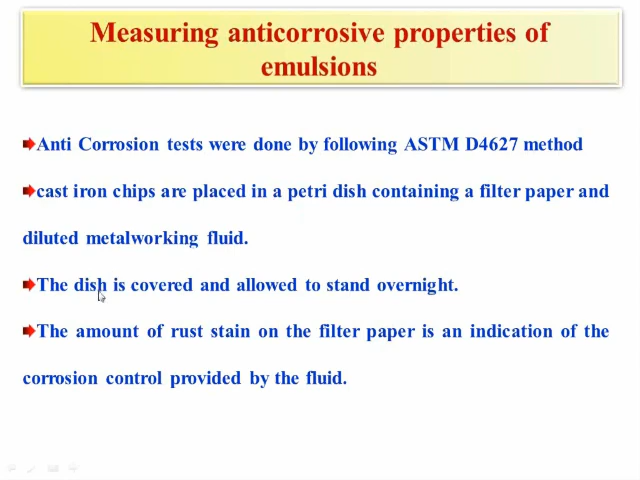 Measuring anticorrosive properties of
emulsions
Anti Corrosion tests were done by following ASTM D4627 method
cast iron chips are placed in a petri dish containing a filter paper and
diluted metalworking fluid.
The dish is covered and allowed to stand overnight.
The amount of rust stain on the filter paper is an indication of the
corrosion control provided by the fluid.